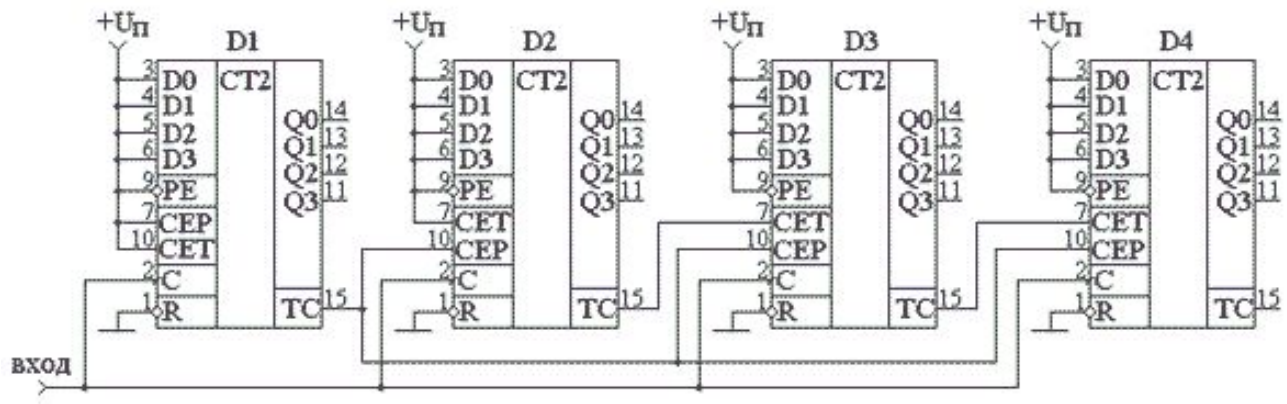 +UП +UП +UП +UП
D1 D2 D3 D4
3 D0 CT2 3 D0 CT2 3 D0 CT2 3 D0 CT2
4 D1 Q0 14 4 D1 Q0 14 4 D1 Q0 14 4 D1 Q0 14
5 D2 Q1 13 5 D2 Q1 13 5 D2 Q1 13 5 D2 Q1 13
6 D3 Q2 12 6 D3 Q2 12 6 D3 Q2 12 6 D3 Q2 12
9 PE Q3 11 9 PE Q3 11 9 PE Q3 11 9 PE Q3 11
7 CEP 7 CET 7 CET 7 CET
10 CET 10 CEP 10 CEP 10 CEP
2 C 2 C 2 C 2 C
1 R TC 15 1 R TC 15 1 R TC 15 1 R TC 15
вход